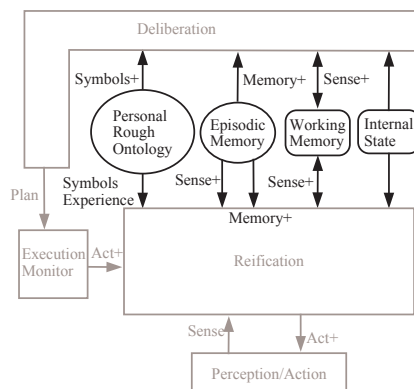 Deliberation
Symbols+
Memory+
Sense+
Personal
Rough
Ontology
Episodic
Memory
Working
Memory
Internal
State
Symbols
Experience
Sense+
Sense+
Plan
Memory+
Execution
Monitor
Act+
Reification
Sense
Act+
Perception/Action